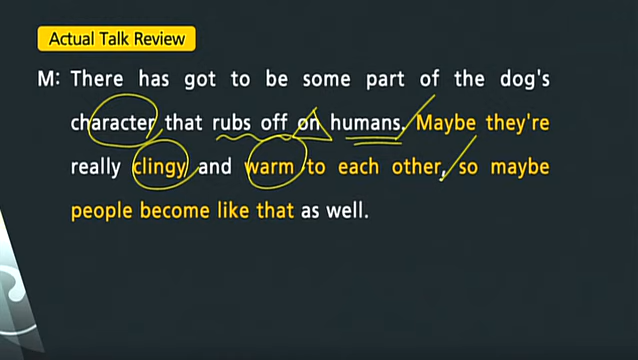 Actual Talk Review
M: There has got to be some part of the dog's
character that rubs off on humans. Maybe they're
really clingy and warm to each other, so maybe
people become like that as well.